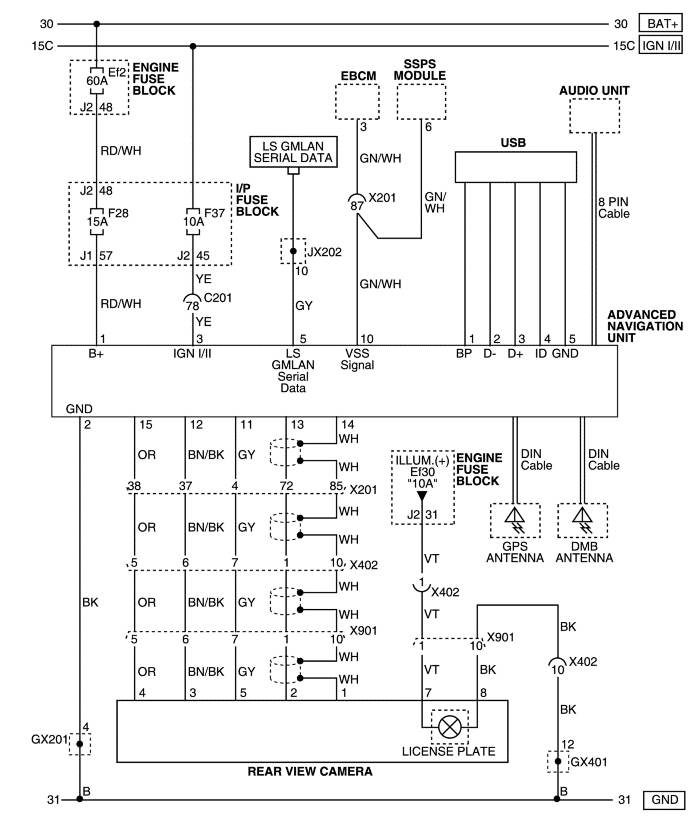 30 30 BAT+
15C 15C IGN I/II
Ef2
60A
ENGINE
FUSE
BLOCK
J2 48
RD/WH
J2 48
F28
15A
F37
10A
I/P
FUSE
BLOCK
J1 57
J2 45
YE
C201
78
YE
RD/WH
LS GMLAN
SERIAL DATA
JX202
10
GY
EBCM
3
GN/WH
SSPS
MODULE
6
X201
87
GN/
WH
GN/WH
USB
AUDIO UNIT
8 PIN
Cable
ADVANCED
NAVIGATION
UNIT
1 3 5 10 1 2 3 4 5
B+
IGN I/II
LS
GMLAN
Serial
Data
VSS
Signal
BP D- D+ ID GND
GND
2 15 12 11 13 14
OR BN/BK GY WH
WH
38 37 4 72 85 X201
OR BN/BK GY WH
WH
5 6 7 1 10 X402
OR BN/BK GY WH
WH
5 6 7 1 10 X901
OR BN/BK GY WH
WH
4 3 5 2 1
BK
ILLUM.(+)
Ef30
"10A"
J2 31
ENGINE
FUSE
BLOCK
VT
1
X402
VT
1 10 X901
VT BK
7 8
DIN
Cable
DIN
Cable
GPS
ANTENNA
DMB
ANTENNA
BK
X402
10
BK
12
GX401
B
LICENSE PLATE
REAR VIEW CAMERA
4
GX201
B
31 31 GND